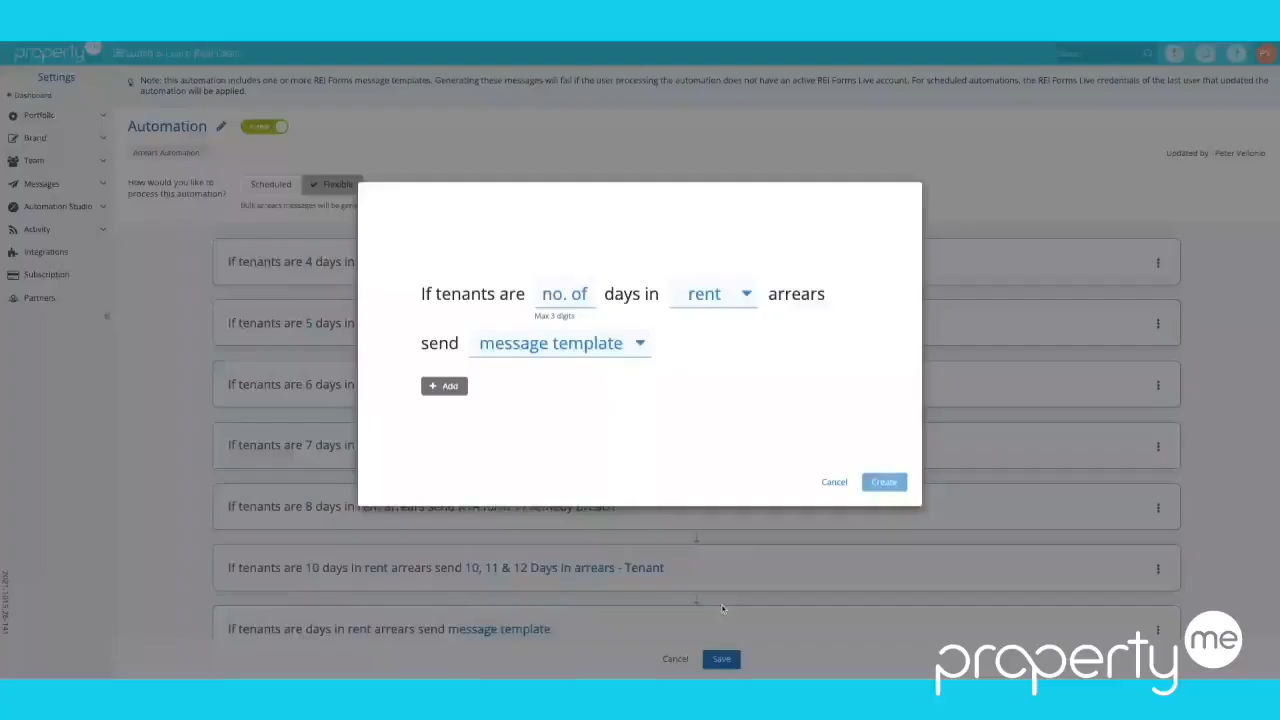 property me
Settings
Dashboard
Note: this automation includes one or more REI Forms message templates. Generating these messages will fail if the user processing the automation does not have an active REI Forms Live account. For scheduled automations, the REI Forms Live credentials of the last user that updated the
automation will be applied.
Portfolio
Brand
Team
Messages
Automation Studio
Activity
Integrations
Subscription
Partners
Automation
Arrears Automation
Updated by - Peter Vellonio
How would you like to
process this automation?
Scheduled
Flexible
Bulk arrears messages will be
If tenants are 4 days in
If tenants are 5 days in
If tenants are 6 days in
If tenants are 7 days in
If tenants are 8 days in rent arrears send
If tenants are 10 days in rent arrears send 10, 11 & 12 Days in arrears - Tenant
If tenants are days in rent arrears send message template
Cancel Save
If tenants are no. of days in rent arrears
Max 3 digits
send message template
+ Add
Cancel Create
property me